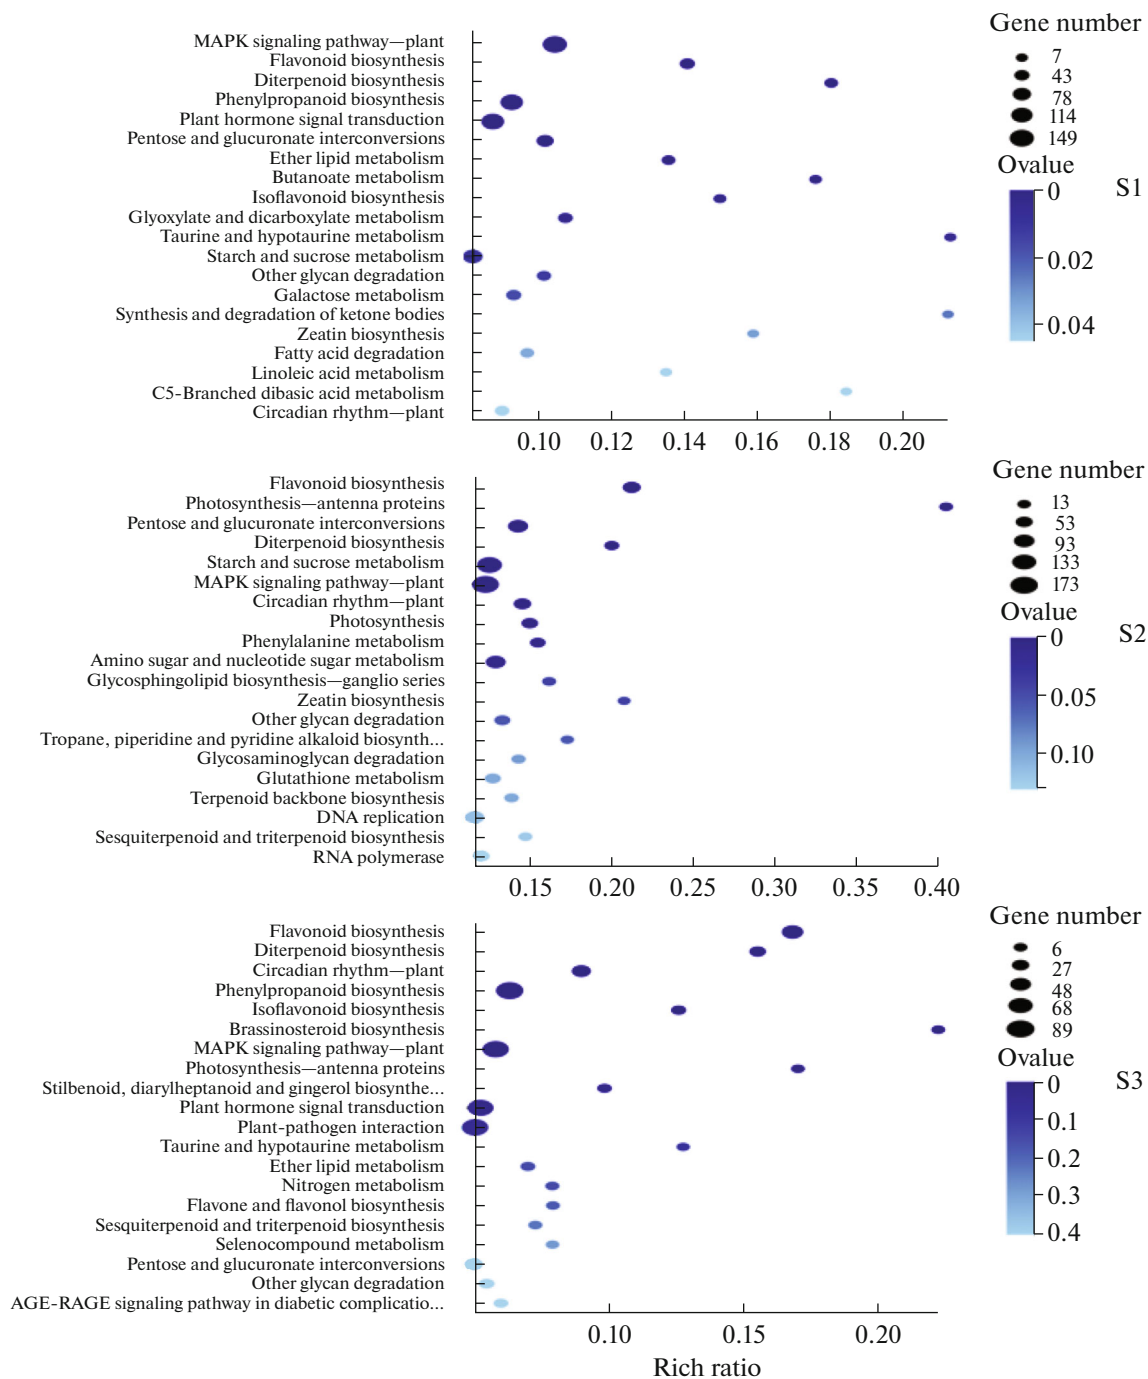 MAPK signaling pathway—plant
Flavonoid biosynthesis
Diterpenoid biosynthesis
Phenylpropanoid biosynthesis
Plant hormone signal transduction
Pentose and glucuronate interconversions
Ether lipid metabolism
Butanoate metabolism
Isoflavonoid biosynthesis
Glyoxylate and dicarboxylate metabolism
Taurine and hypotaurine metabolism
Starch and sucrose metabolism
Other glycan degradation
Galactose metabolism
Synthesis and degradation of ketone bodies
Zeatin biosynthesis
Fatty acid degradation
Linoleic acid metabolism
C5-Branched dibasic acid metabolism
Circadian rhythm—plant
0.10 0.12 0.14 0.16 0.18 0.20
Gene number
7
43
78
114
149
Ovalue
0
0.02
0.04
S1
Flavonoid biosynthesis
Photosynthesis—antenna proteins
Pentose and glucuronate interconversions
Diterpenoid biosynthesis
Starch and sucrose metabolism
MAPK signaling pathway—plant
Circadian rhythm—plant
Photosynthesis
Phenylalanine metabolism
Amino sugar and nucleotide sugar metabolism
Glycosphingolipid biosynthesis—ganglio series
Zeatin biosynthesis
Other glycan degradation
Tropane, piperidine and pyridine alkaloid biosynth...
Glycosaminoglycan degradation
Glutathione metabolism
Terpenoid backbone biosynthesis
DNA replication
Sesquiterpenoid and triterpenoid biosynthesis
RNA polymerase
0.15 0.20 0.25 0.30 0.35 0.40
Gene number
13
53
93
133
173
Ovalue
0
0.05
0.10
S2
Flavonoid biosynthesis
Diterpenoid biosynthesis
Circadian rhythm—plant
Phenylpropanoid biosynthesis
Isoflavonoid biosynthesis
Brassinosteroid biosynthesis
MAPK signaling pathway—plant
Photosynthesis—antenna proteins
Stilbenoid, diarylheptanoid and gingerol biosynthe...
Plant hormone signal transduction
Plant-pathogen interaction
Taurine and hypotaurine metabolism
Ether lipid metabolism
Nitrogen metabolism
Flavone and flavonol biosynthesis
Sesquiterpenoid and triterpenoid biosynthesis
Selenocompound metabolism
Pentose and glucuronate interconversions
Other glycan degradation
AGE-RAGE signaling pathway in diabetic complicatio...
0.10 0.15 0.20
Rich ratio
Gene number
6
27
48
68
89
Ovalue
0
0.1
0.2
0.3
0.4
S3